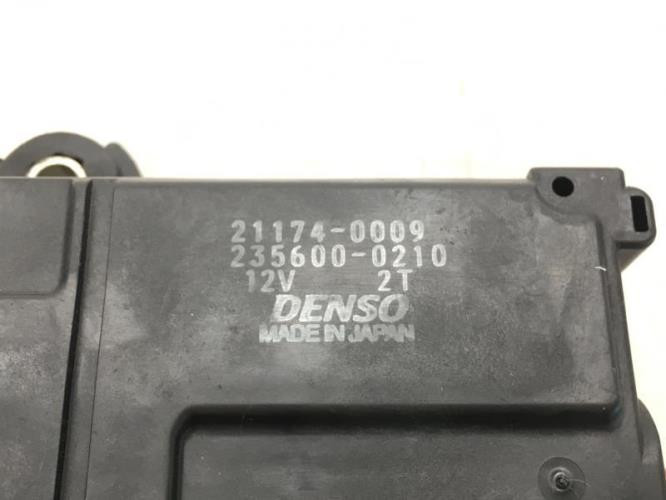 21174-0009
235600-0210
12V 2T
DENSO
MADE IN JAPAN